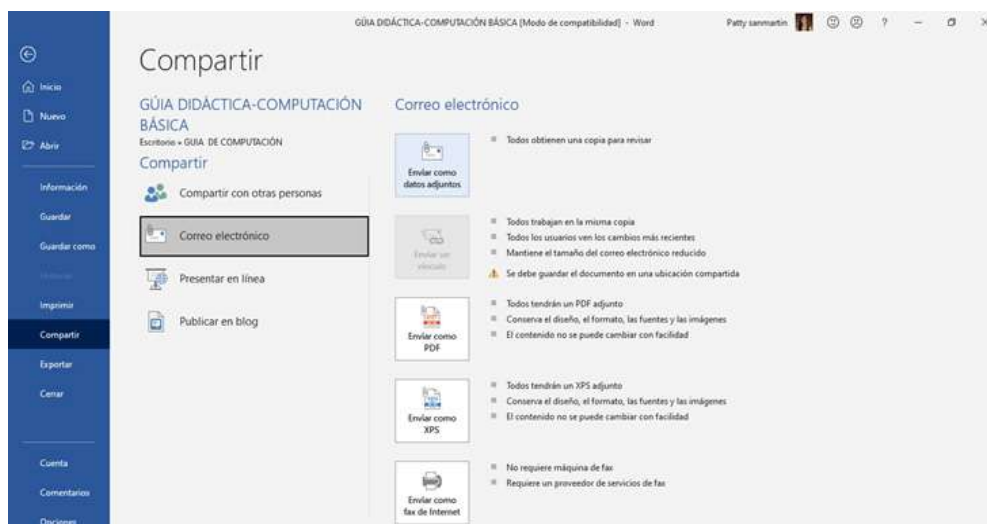 GÚIA DIDÁCTICA-COMPUTACIÓN BÁSICA [Modo de compatibilidad] - Word
Patty sanmartin
?
Compartir
Inicio
Nuevo
Abrir
Información
Guardar
Guardar como
Imprimir
Compartir
Exportar
Cerrar
Cuenta
Comentarios
Opciones
GÚIA DIDÁCTICA-COMPUTACIÓN
BÁSICA
Escritorio » GUIA DE COMPUTACIÓN
Compartir
Compartir con otras personas
Correo electrónico
Presentar en línea
Publicar en blog
Correo electrónico
Enviar como
datos adjuntos
Todos obtienen una copia para revisar
Enviar un
vínculo
Todos trabajan en la misma copia
Todos los usuarios ven los cambios más recientes
Mantiene el tamaño del correo electrónico reducido
Se debe guardar el documento en una ubicación compartida
Enviar como
PDF
Todos tendrán un PDF adjunto
Conserva el diseño, el formato, las fuentes y las imágenes
El contenido no se puede cambiar con facilidad
Enviar como
XPS
Todos tendrán un XPS adjunto
Conserva el diseño, el formato, las fuentes y las imágenes
El contenido no se puede cambiar con facilidad
Enviar como
fax de Internet
No requiere máquina de fax
Requiere un proveedor de servicios de fax